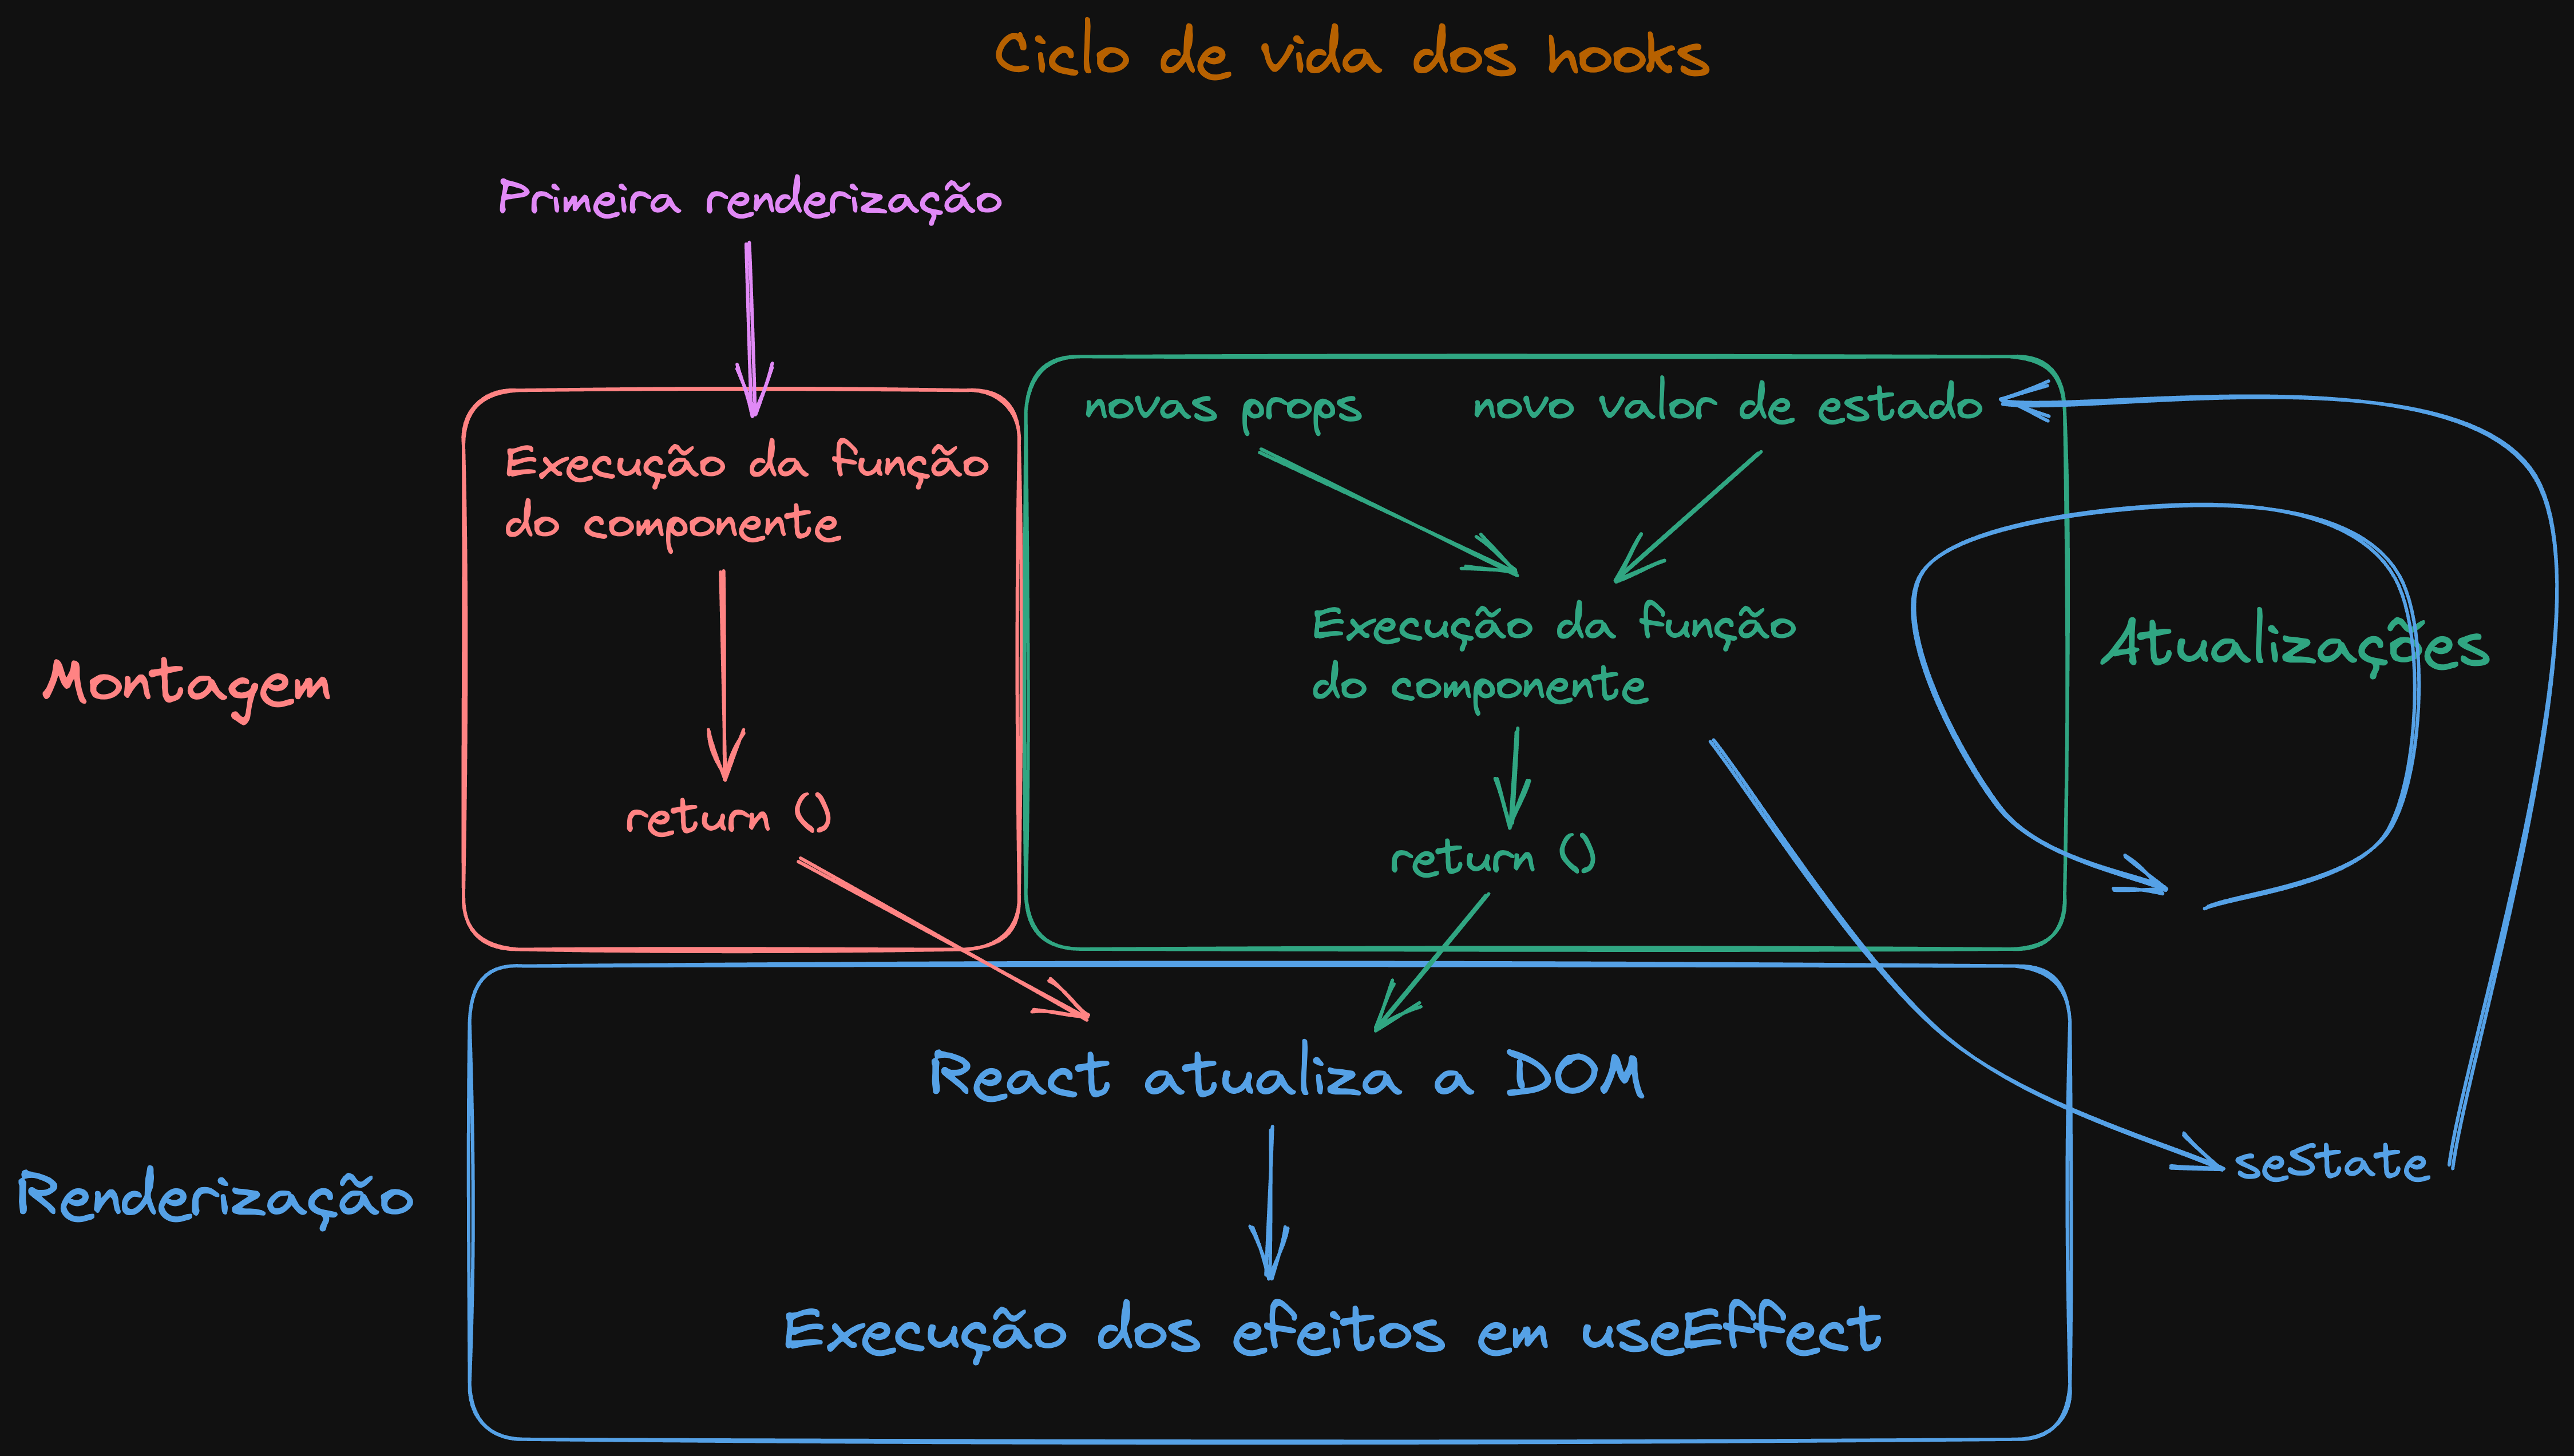 Ciclo de vida dos hooks
Primeira renderização
Execução da função
do componente
return ()
Montagem
novas props
novo valor de estado
Execução da função
do componente
return ()
Atualizações
React atualiza a DOM
Execução dos efeitos em useEffect
Renderização
seState